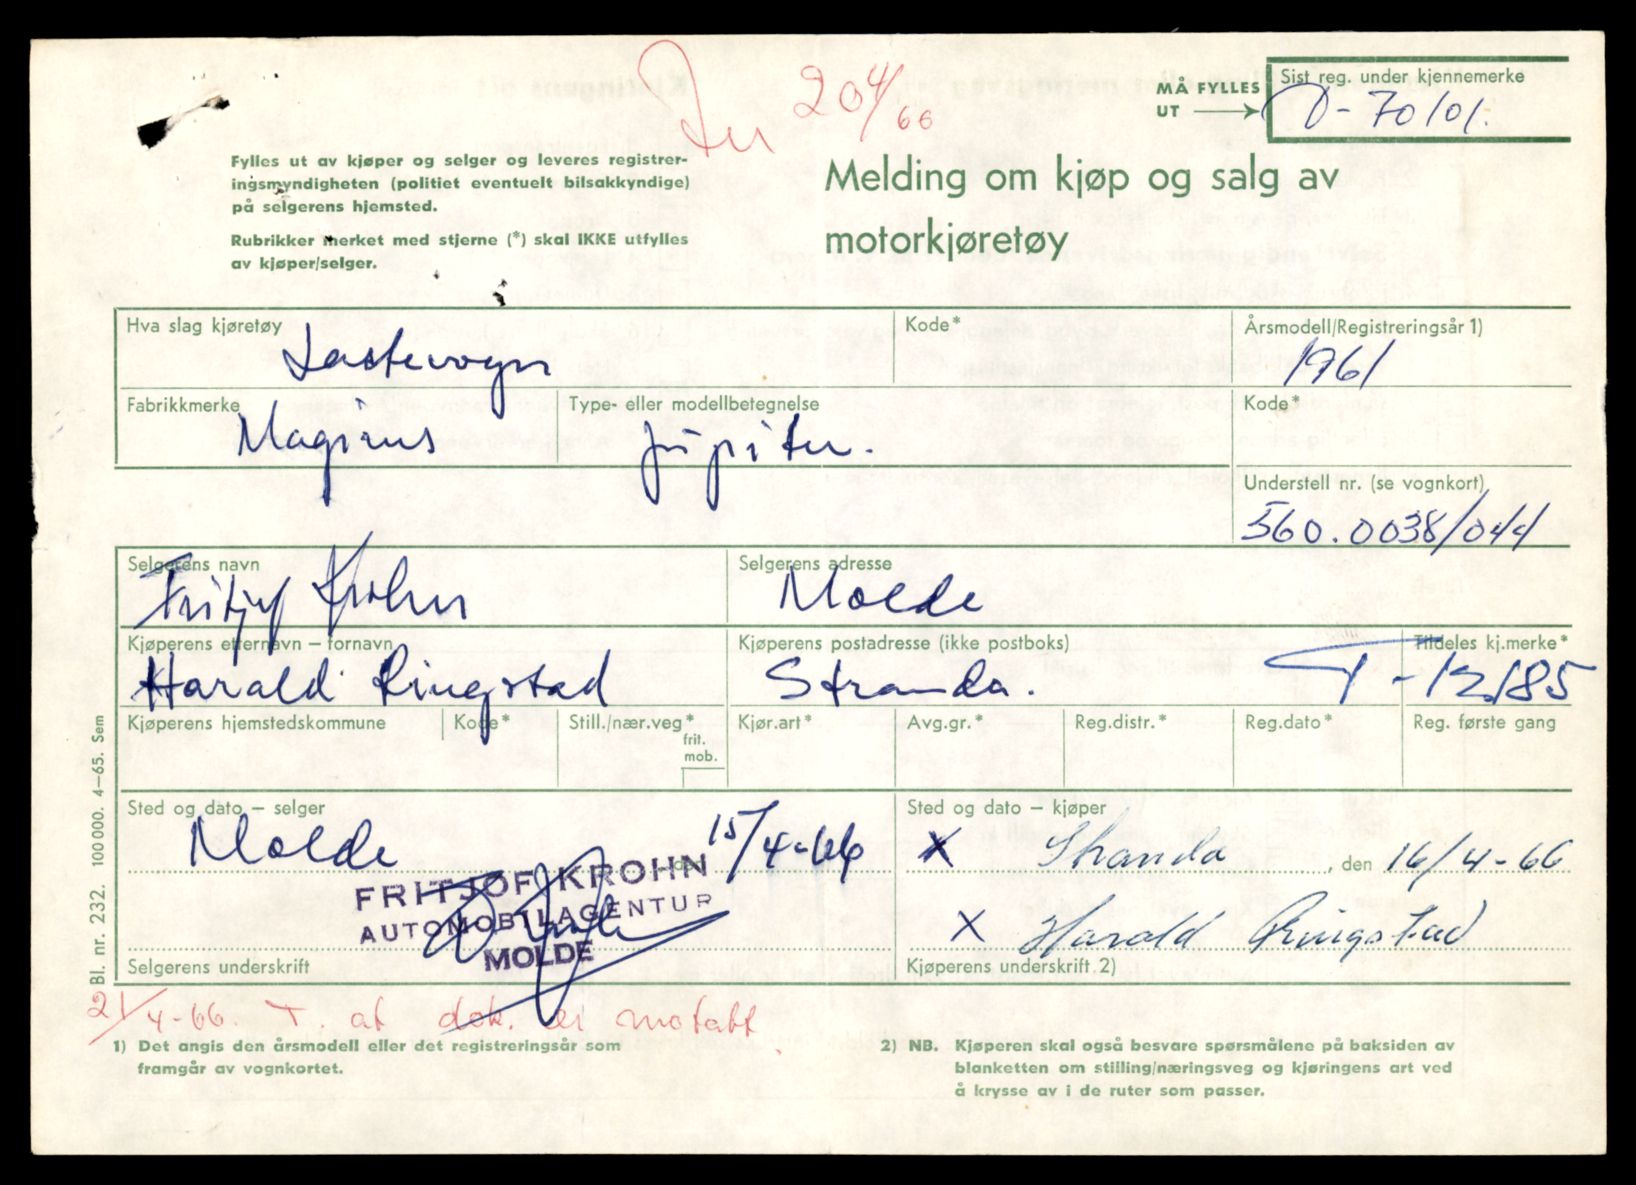 20 4/66
MÅ FYLLES UT
Sist reg. under kjennemerke
-70101.
Fylles ut av kjøper og selger og leveres registrer-
ingsmyndigheten (politiet eventuelt bilsakkyndige)
på selgerens hjemsted.
Rubrikker merket med stjerne (*) skal IKKE utfylles
av kjøper/selger.
Melding om kjøp og salg av
motorkjøretøy
Hva slag kjøretøy
Lastevogn
Kode*
Årsmodell/Registreringsår 1)
1961
Fabrikkmerke
Magirus
Type- eller modellbetegnelse
Jupiter.
Kode*
Understell nr. (se vognkort)
560.0038/044
Selgerens navn
Fritjof Krohn
Selgerens adresse
Molde
Kjøperens etternavn – fornavn
Harald Ringstad
Kjøperens postadresse (ikke postboks)
Stranda.
Tildeles kj.merke*
T-12185
Kjøperens hjemstedskommune
Kode*
Still./nær.veg*
frit.
mob.
Kjør.art*
Avg.gr.*
Reg.distr.*
Reg.dato*
Reg. første gang
Sted og dato – selger
Molde den 15/4-66
FRITJOF KROHN
AUTOMOBILAGENTUR
MOLDE
Selgerens underskrift
Sted og dato – kjøper
X Stranda, den 16/4-66
X Harald Ringstad
Kjøperens underskrift 2)
Bl. nr. 232. 100 000. 4–65. Sem
21/4-66. T. at dok. er motatt
1) Det angis den årsmodell eller det registreringsår som
framgår av vognkortet.
2) NB. Kjøperen skal også besvare spørsmålene på baksiden av
blanketten om stilling/næringsveg og kjøringens art ved
å krysse av i de ruter som passer.